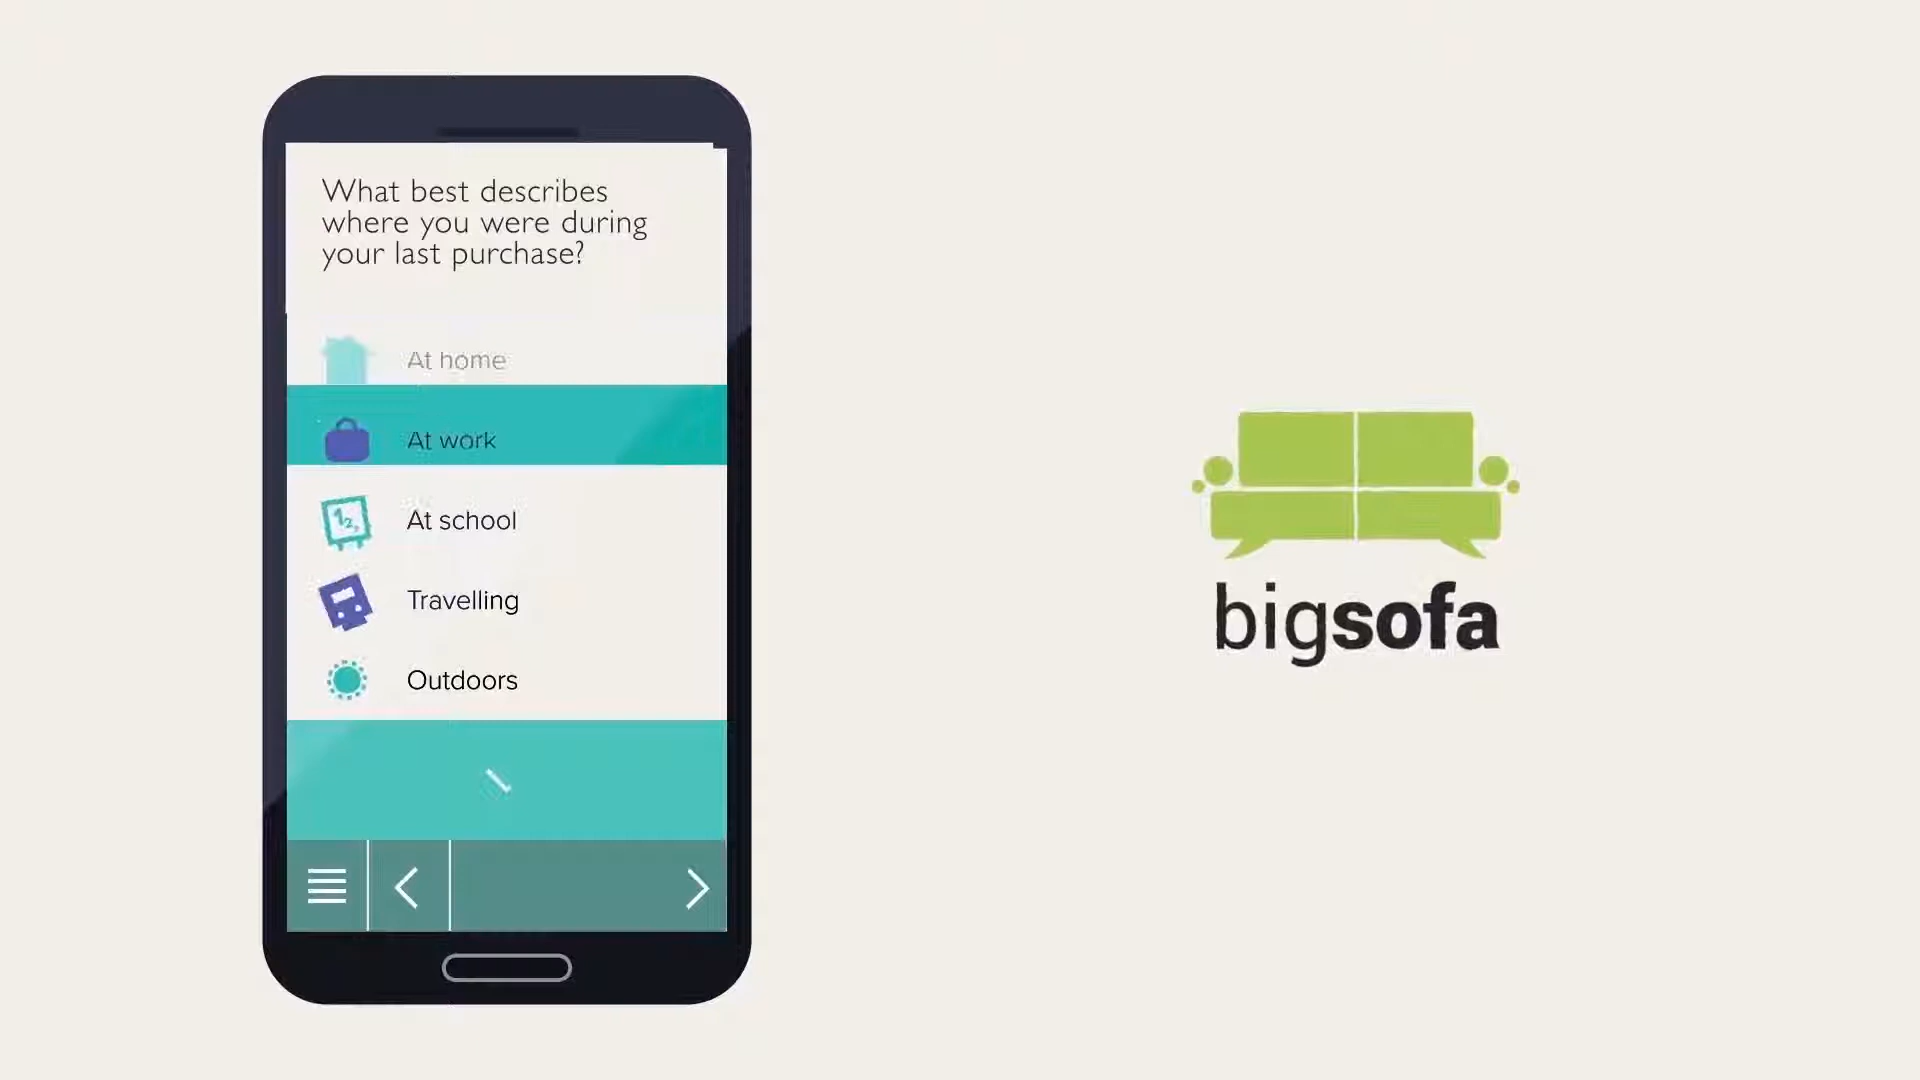 What best describes
where you were during
your last purchase?
At home
At work
At school
Travelling
Outdoors
bigsofa